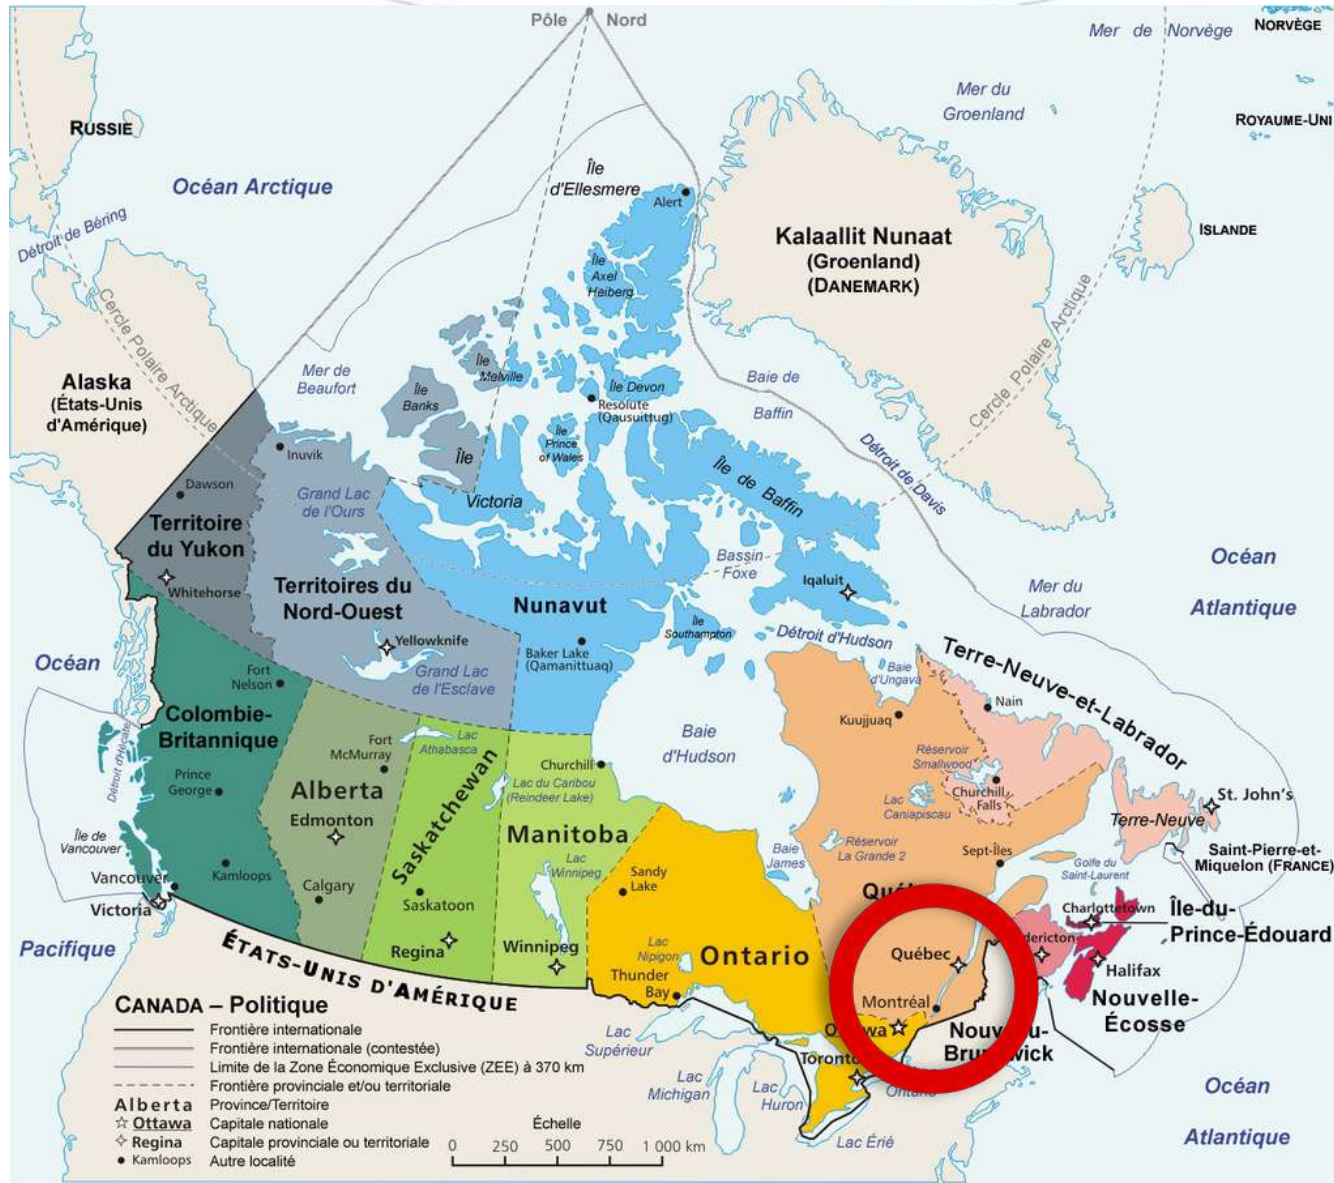 Pôle Nord
Mer de Norvège
NORVÈGE
Mer du
Groenland
ROYAUME-UNI
RUSSIE
Océan Arctique
Île
d'Ellesmere
Alert
Détroit de Béring
ISLANDE
Kalaallit Nunaat
(Groenland)
(DANEMARK)
Île
Axel
Heiberg
Cercle Polaire Arctique
Cercle Polaire Arctique
Mer de
Beaufort
Alaska
(États-Unis
d'Amérique)
Île
Melville
Île
Banks
Île Devon
Resolute
(Qausuittuq)
Baie de
Baffin
Île
Prince
of Wales
Inuvik
Île
Victoria
Île de Baffin
Détroit de Davis
Dawson
Grand Lac
de l'Ours
Territoire
du Yukon
Whitehorse
Territoires du
Nord-Ouest
Nunavut
Bassin
Foxe
Iqaluit
Océan
Atlantique
Mer du
Labrador
Île
Southampton
Détroit d'Hudson
Yellowknife
Grand Lac
de l'Esclave
Baker Lake
(Qamanittuaq)
Terre-Neuve-et-Labrador
Océan
Pacifique
Fort
Nelson
Baie
d'Ungava
Nain
Kuujjuaq
Colombie-
Britannique
Détroit d'Hécate
Fort
McMurray
Lac
Athabasca
Baie
d'Hudson
Réservoir
Smallwood
Churchill
Falls
Prince
George
Alberta
Edmonton
Saskatchewan
Churchill
Lac du Caribou
(Reindeer Lake)
Lac
Caniapiscau
St. John's
Terre-Neuve
Île de
Vancouver
Manitoba
Lac
Winnipeg
Baie
James
Réservoir
La Grande 2
Sept-Îles
Golfe du
Saint-Laurent
Saint-Pierre-et-
Miquelon (FRANCE)
Vancouver
Victoria
Kamloops
Calgary
Saskatoon
Regina
Winnipeg
Sandy
Lake
Charlottetown
Île-du-
Prince-Édouard
Ontario
Lac
Nipigon
Thunder
Bay
Québec
Montréal
Halifax
Nouvelle-
Écosse
ÉTATS-UNIS D'AMÉRIQUE
Lac
Supérieur
Lac
Michigan
Lac
Huron
Lac Érié
Ontario
Océan
Atlantique
CANADA – Politique
Frontière internationale
Frontière internationale (contestée)
Limite de la Zone Économique Exclusive (ZEE) à 370 km
Frontière provinciale et/ou territoriale
Alberta Province/Territoire
Ottawa Capitale nationale
Regina Capitale provinciale ou territoriale
Kamloops Autre localité
Échelle
0 250 500 750 1 000 km